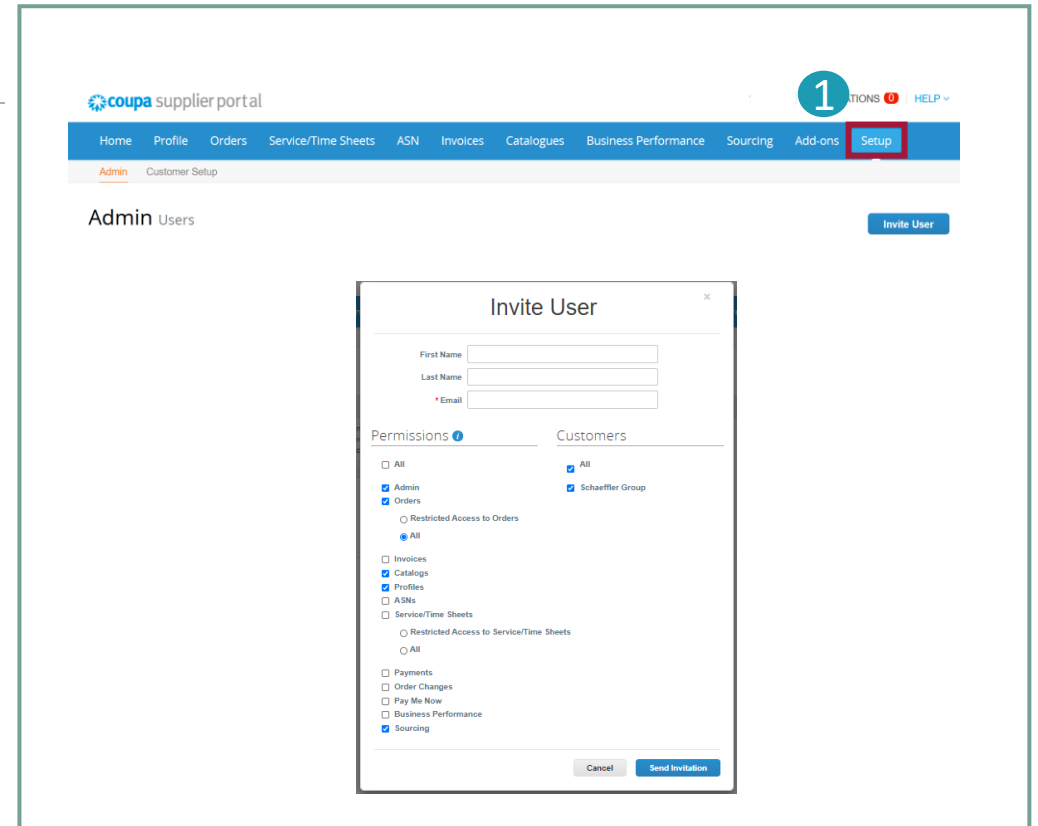 coupa supplier portal
1
TIONS 0 | HELP
Home Profile Orders Service/Time Sheets ASN Invoices Catalogues Business Performance Sourcing Add-ons Setup
Admin Customer Setup
Admin Users
Invite User
Invite User ×
First Name
Last Name
* Email
Permissions i Customers
All All
Admin Schaeffler Group
Orders
Restricted Access to Orders
All
Invoices
Catalogs
Profiles
ASNs
Service/Time Sheets
Restricted Access to Service/Time Sheets
All
Payments
Order Changes
Pay Me Now
Business Performance
Sourcing
Cancel Send Invitation